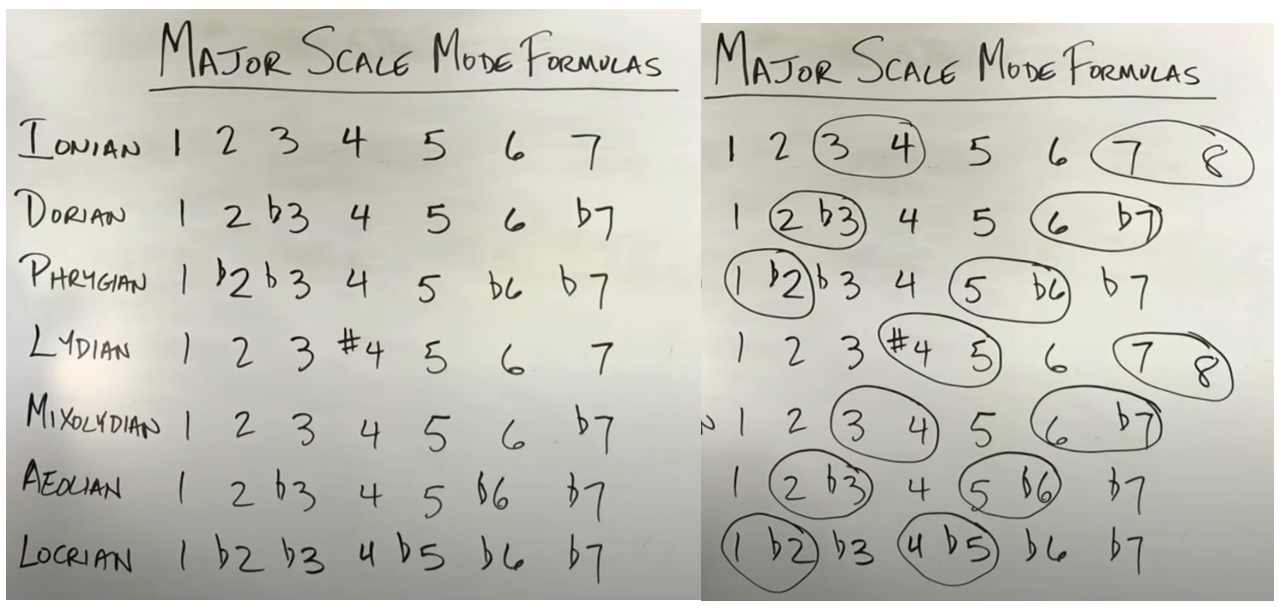 MAJOR SCALE MODE FORMULAS
IONIAN 1 2 3 4 5 6 7
DORIAN 1 2 b3 4 5 6 b7
PHRYGIAN 1 b2 b3 4 5 b6 b7
LYDIAN 1 2 3 #4 5 6 7
MIXOLYDIAN 1 2 3 4 5 6 b7
AEOLIAN 1 2 b3 4 5 b6 b7
LOCRIAN 1 b2 b3 4 b5 b6 b7
MAJOR SCALE MODE FORMULAS
1 2 3 4 5 6 7 8
1 2 b3 4 5 6 b7
1 b2 b3 4 5 b6 b7
1 2 3 #4 5 6 7 8
N 1 2 3 4 5 6 b7
1 2 b3 4 5 b6 b7
1 b2 b3 4 b5 b6 b7